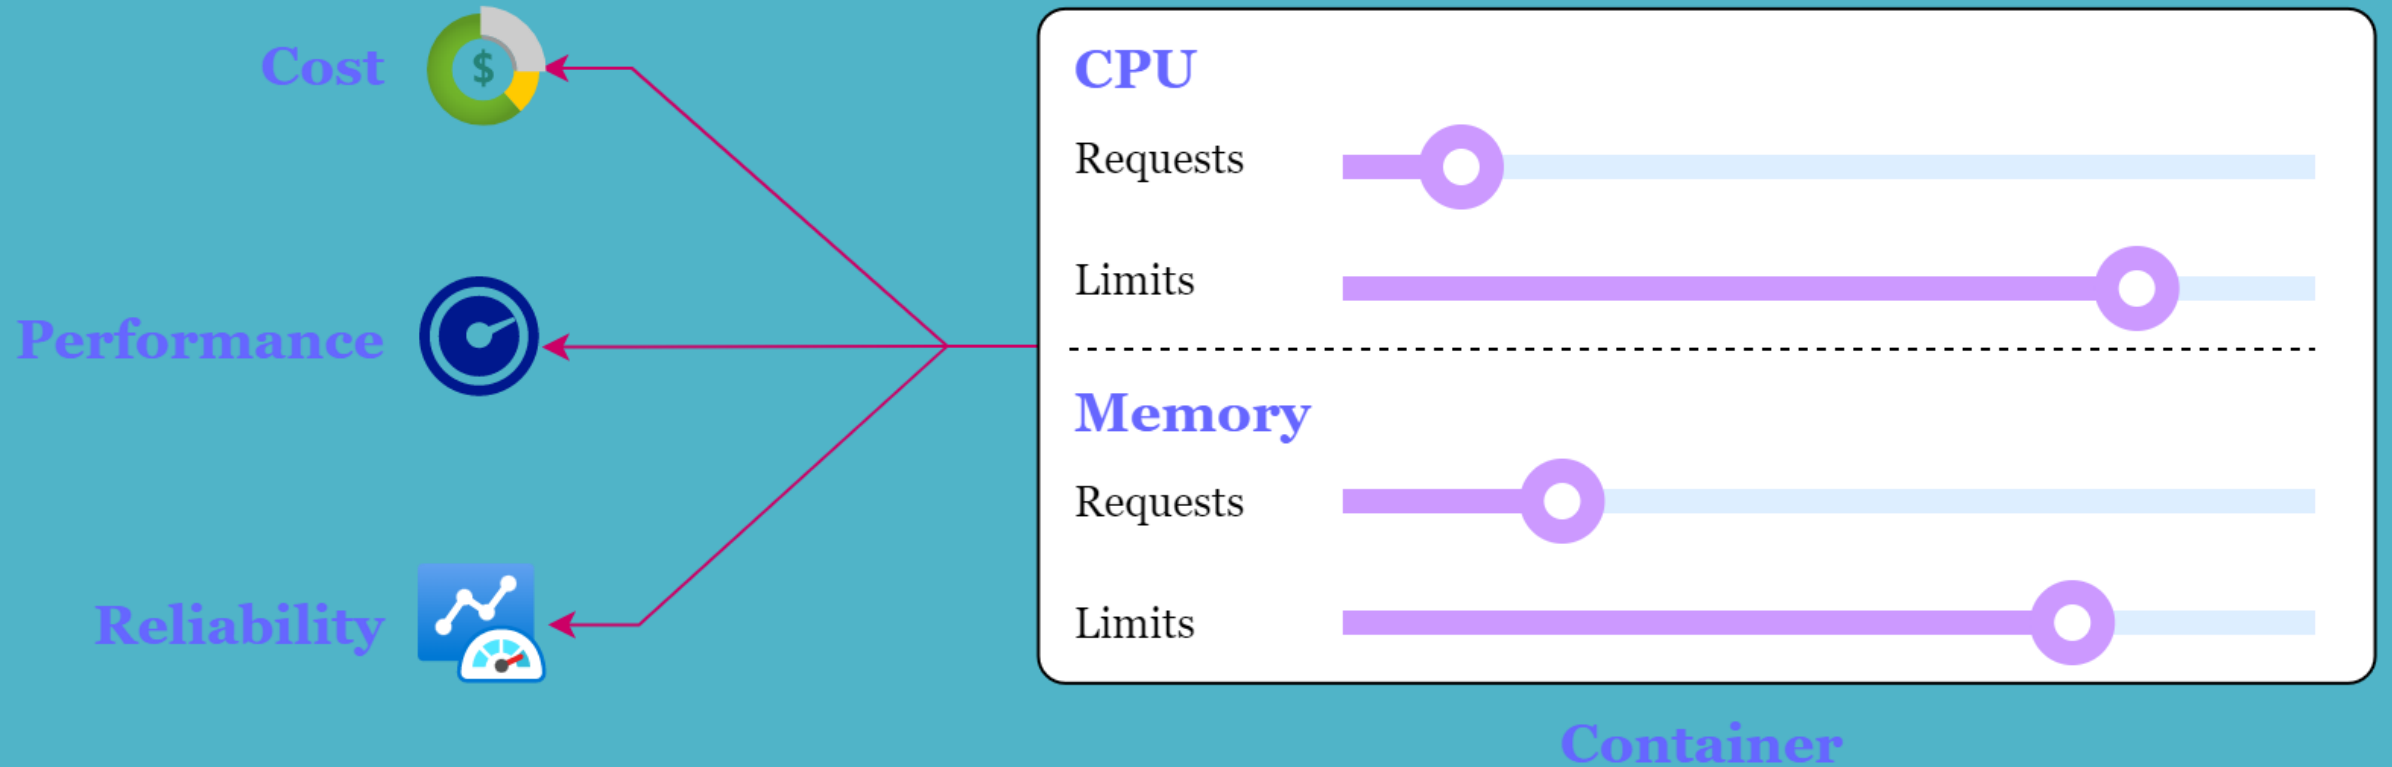 Cost
$
Performance
Reliability
CPU
Requests
Limits
Memory
Requests
Limits
Container